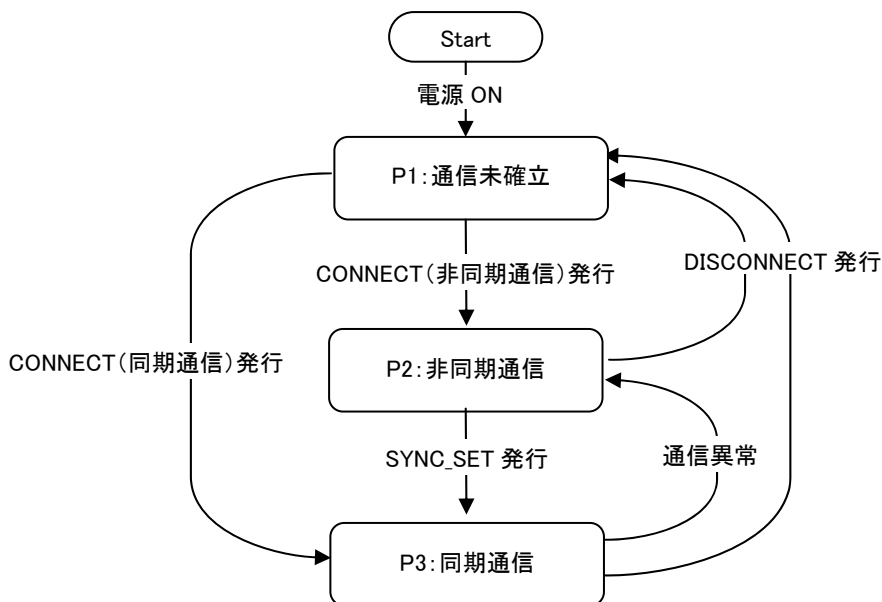 Start
電源 ON
P1:通信未確立
CONNECT(非同期通信)発行
DISCONNECT 発行
CONNECT(同期通信)発行
P2:非同期通信
SYNC_SET 発行
通信異常
P3:同期通信